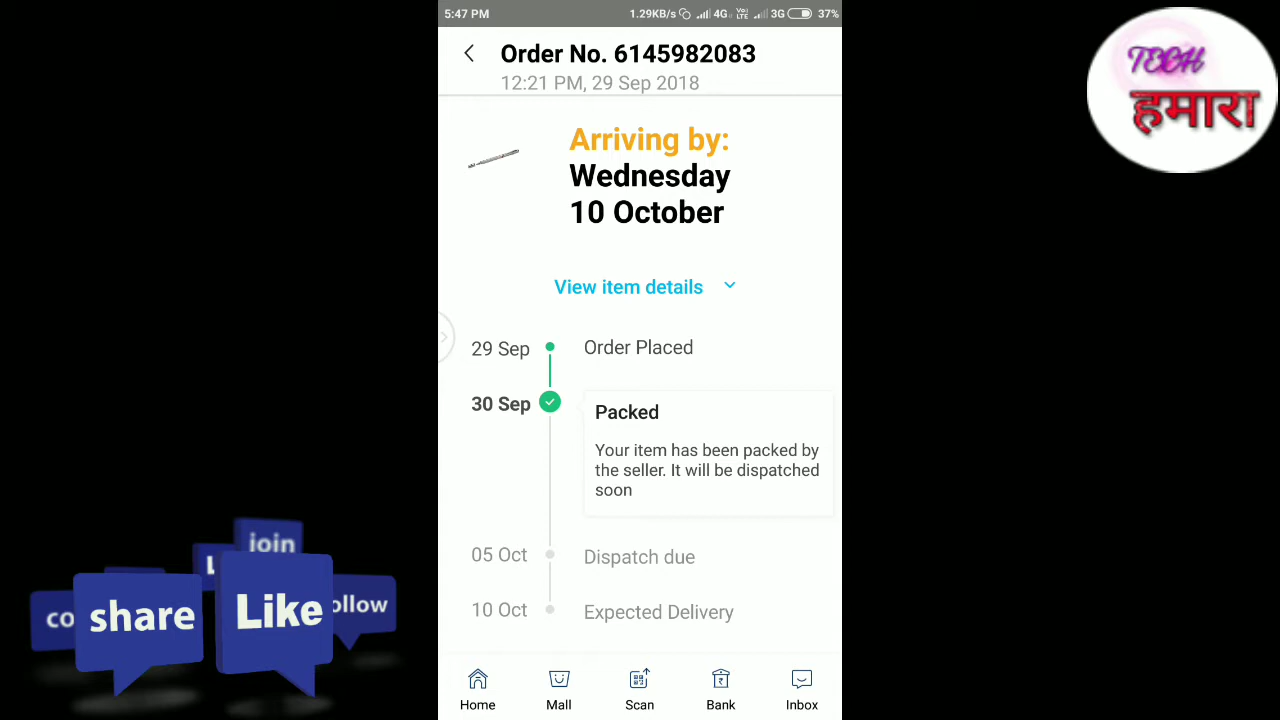 5:47 PM
1.29KB/s 4G VoLTE 3G 37%
Order No. 6145982083
12:21 PM, 29 Sep 2018
Arriving by:
Wednesday
10 October
View item details
29 Sep Order Placed
30 Sep Packed
Your item has been packed by
the seller. It will be dispatched
soon
05 Oct Dispatch due
10 Oct Expected Delivery
Home Mall Scan Bank Inbox
TECH
हमारा
join
share
Like